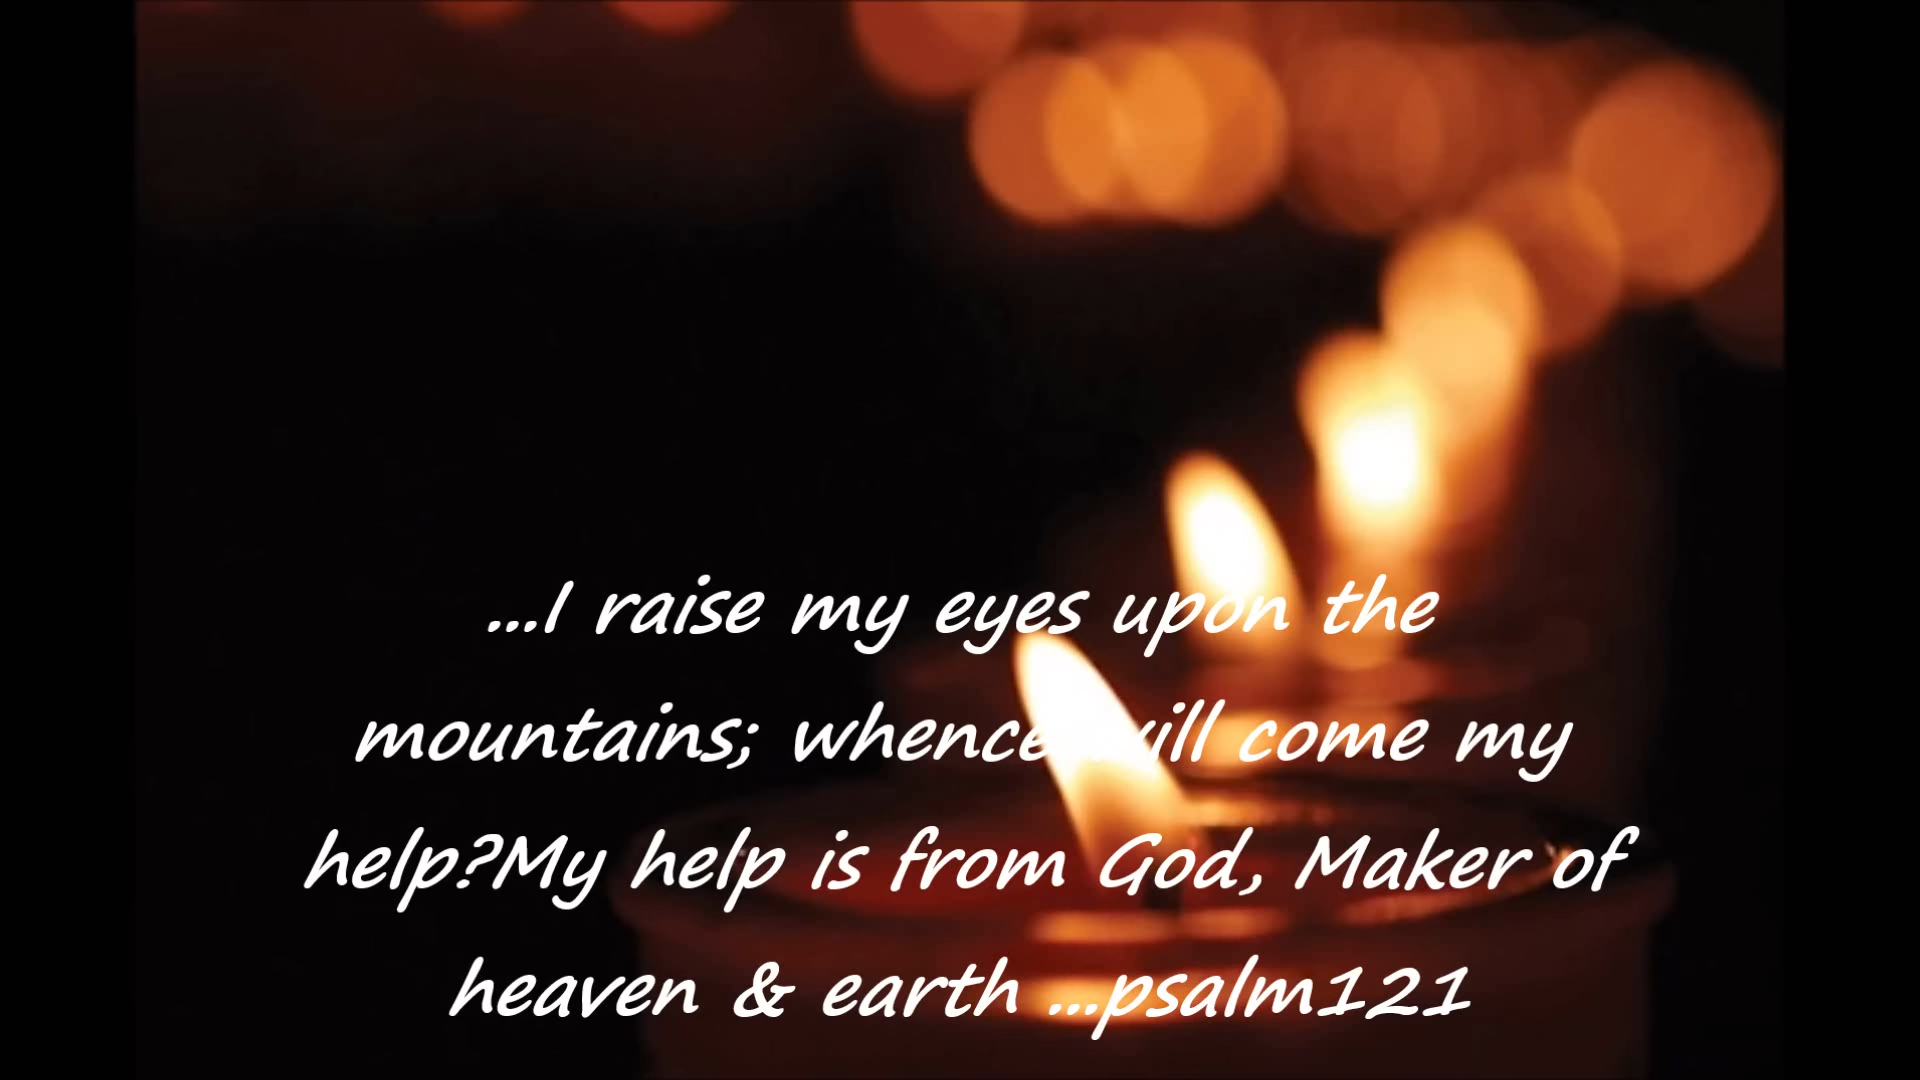 ...I raise my eyes upon the
mountains; whence will come my
help?My help is from God, Maker of
heaven & earth ...psalm121